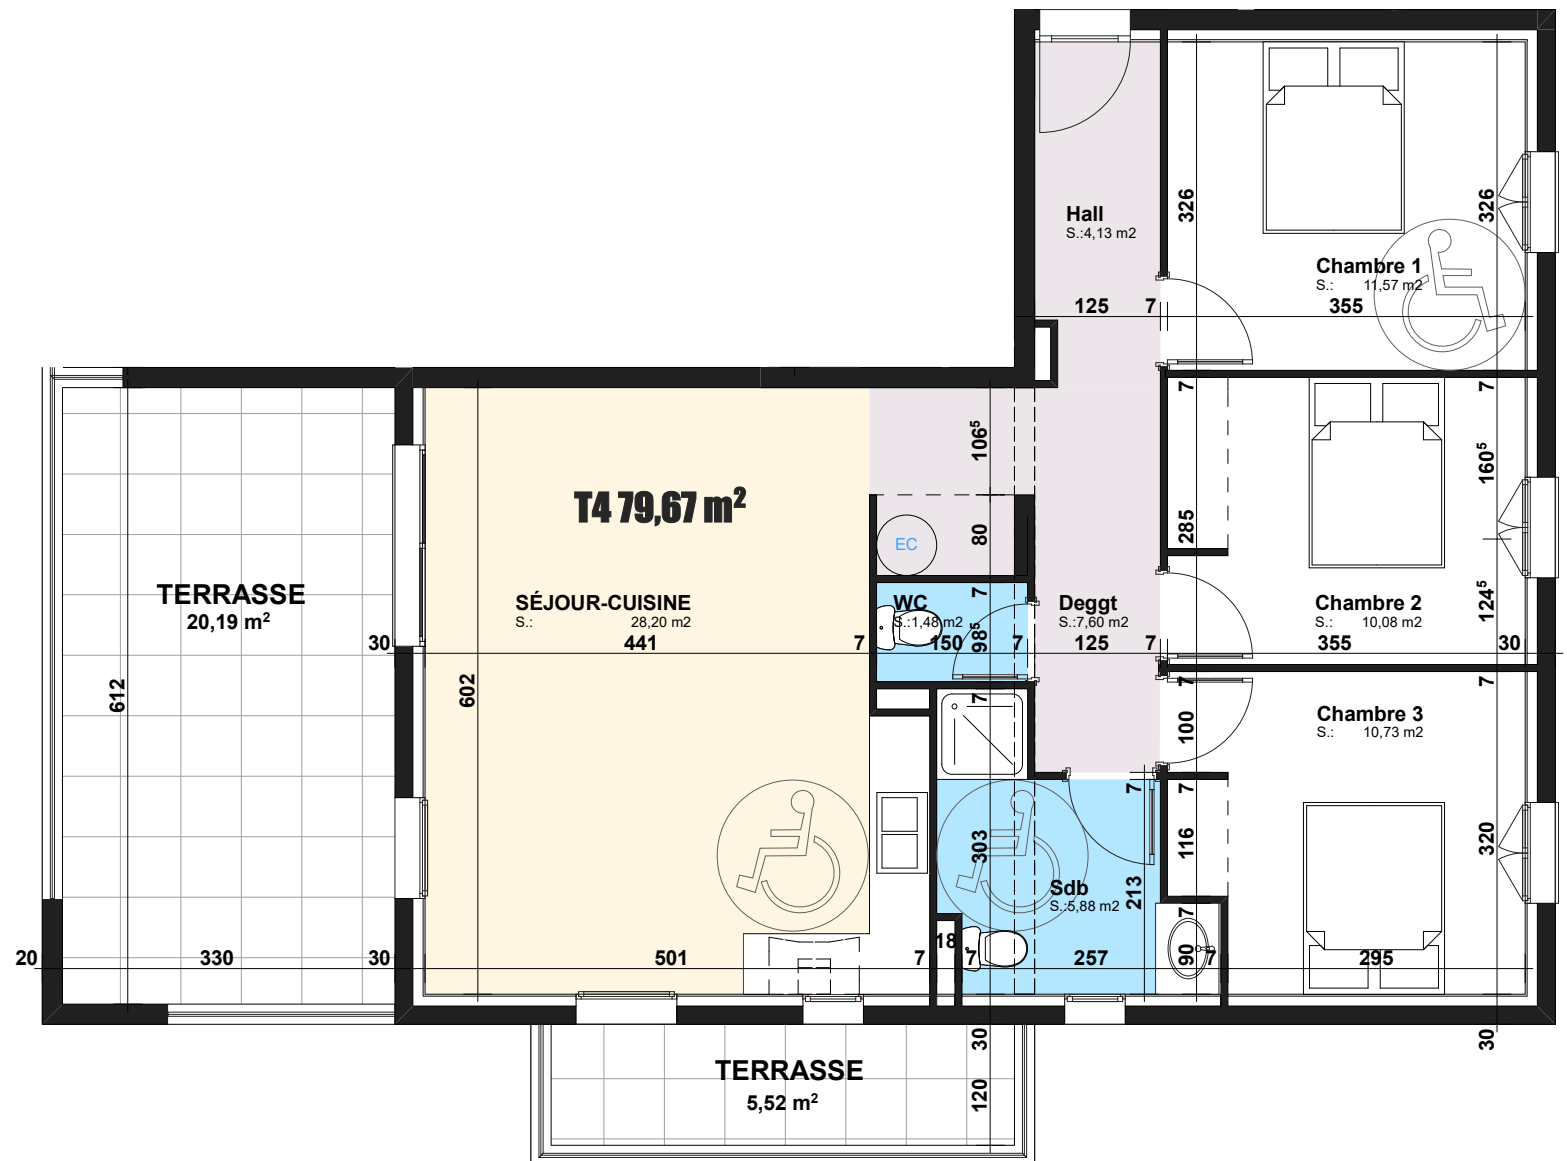 326
326
Hall
S.:4,13 m2
Chambre 1
S.: 11,57 m2
125
7
355
7
7
106⁵
160⁵
T4 79,67 m²
285
80
EC
TERRASSE
20,19 m²
SÉJOUR-CUISINE
S.: 28,20 m2
WC
S.:1,48 m2
7
Deggt
S.:7,60 m2
Chambre 2
S.: 10,08 m2
124⁵
30
441
7
150
98⁵
7
125
7
355
30
612
602
7
7
7
Chambre 3
S.: 10,73 m2
100
7
7
303
116
320
Sdb
S.:5,88 m2
213
7
18
20
330
30
501
7
7
257
90
7
295
30
30
TERRASSE
5,52 m²
120